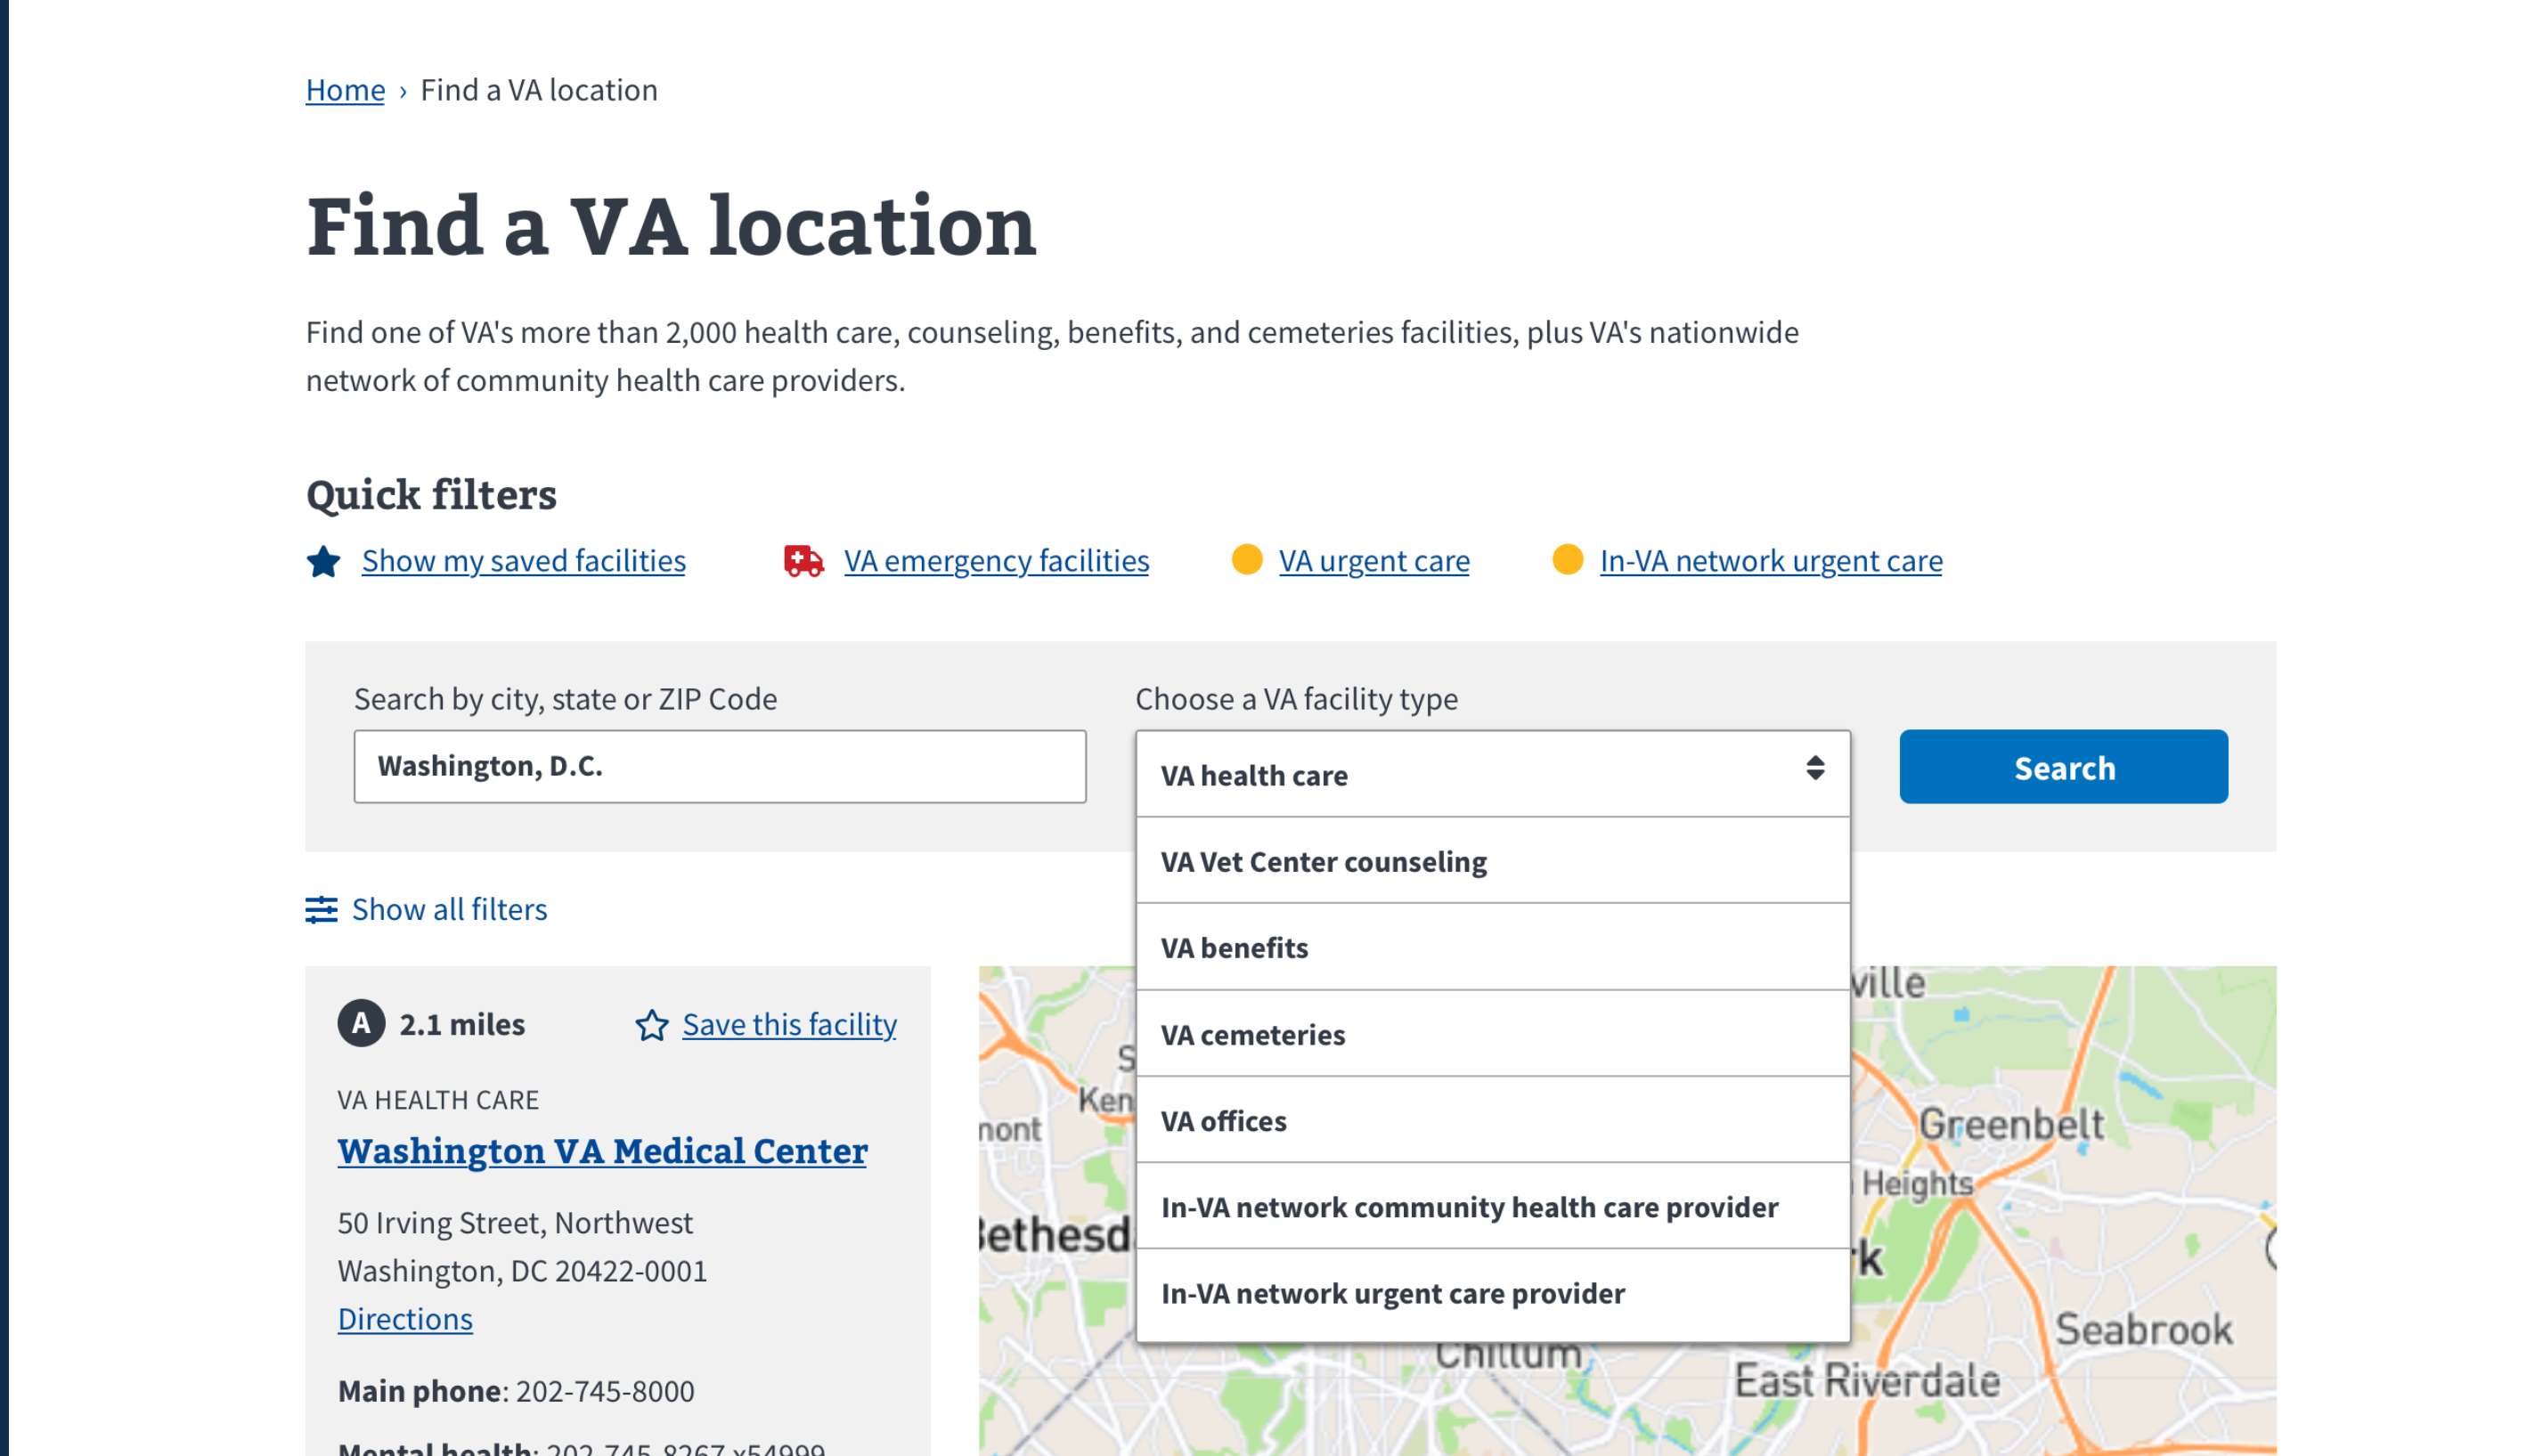 Home › Find a VA location
Find a VA location
Find one of VA's more than 2,000 health care, counseling, benefits, and cemeteries facilities, plus VA's nationwide
network of community health care providers.
Quick filters
Show my saved facilities
VA emergency facilities
VA urgent care
In-VA network urgent care
Search by city, state or ZIP Code
Washington, D.C.
Choose a VA facility type
VA health care
VA Vet Center counseling
VA benefits
VA cemeteries
VA offices
In-VA network community health care provider
In-VA network urgent care provider
Search
Show all filters
A 2.1 miles
Save this facility
VA HEALTH CARE
Washington VA Medical Center
50 Irving Street, Northwest
Washington, DC 20422-0001
Directions
Main phone: 202-745-8000
Mental health: 202-745-8267 x54999
ville
Ken
mont
Greenbelt
Heights
Bethesd
rk
Seabrook
Chillum
East Riverdale